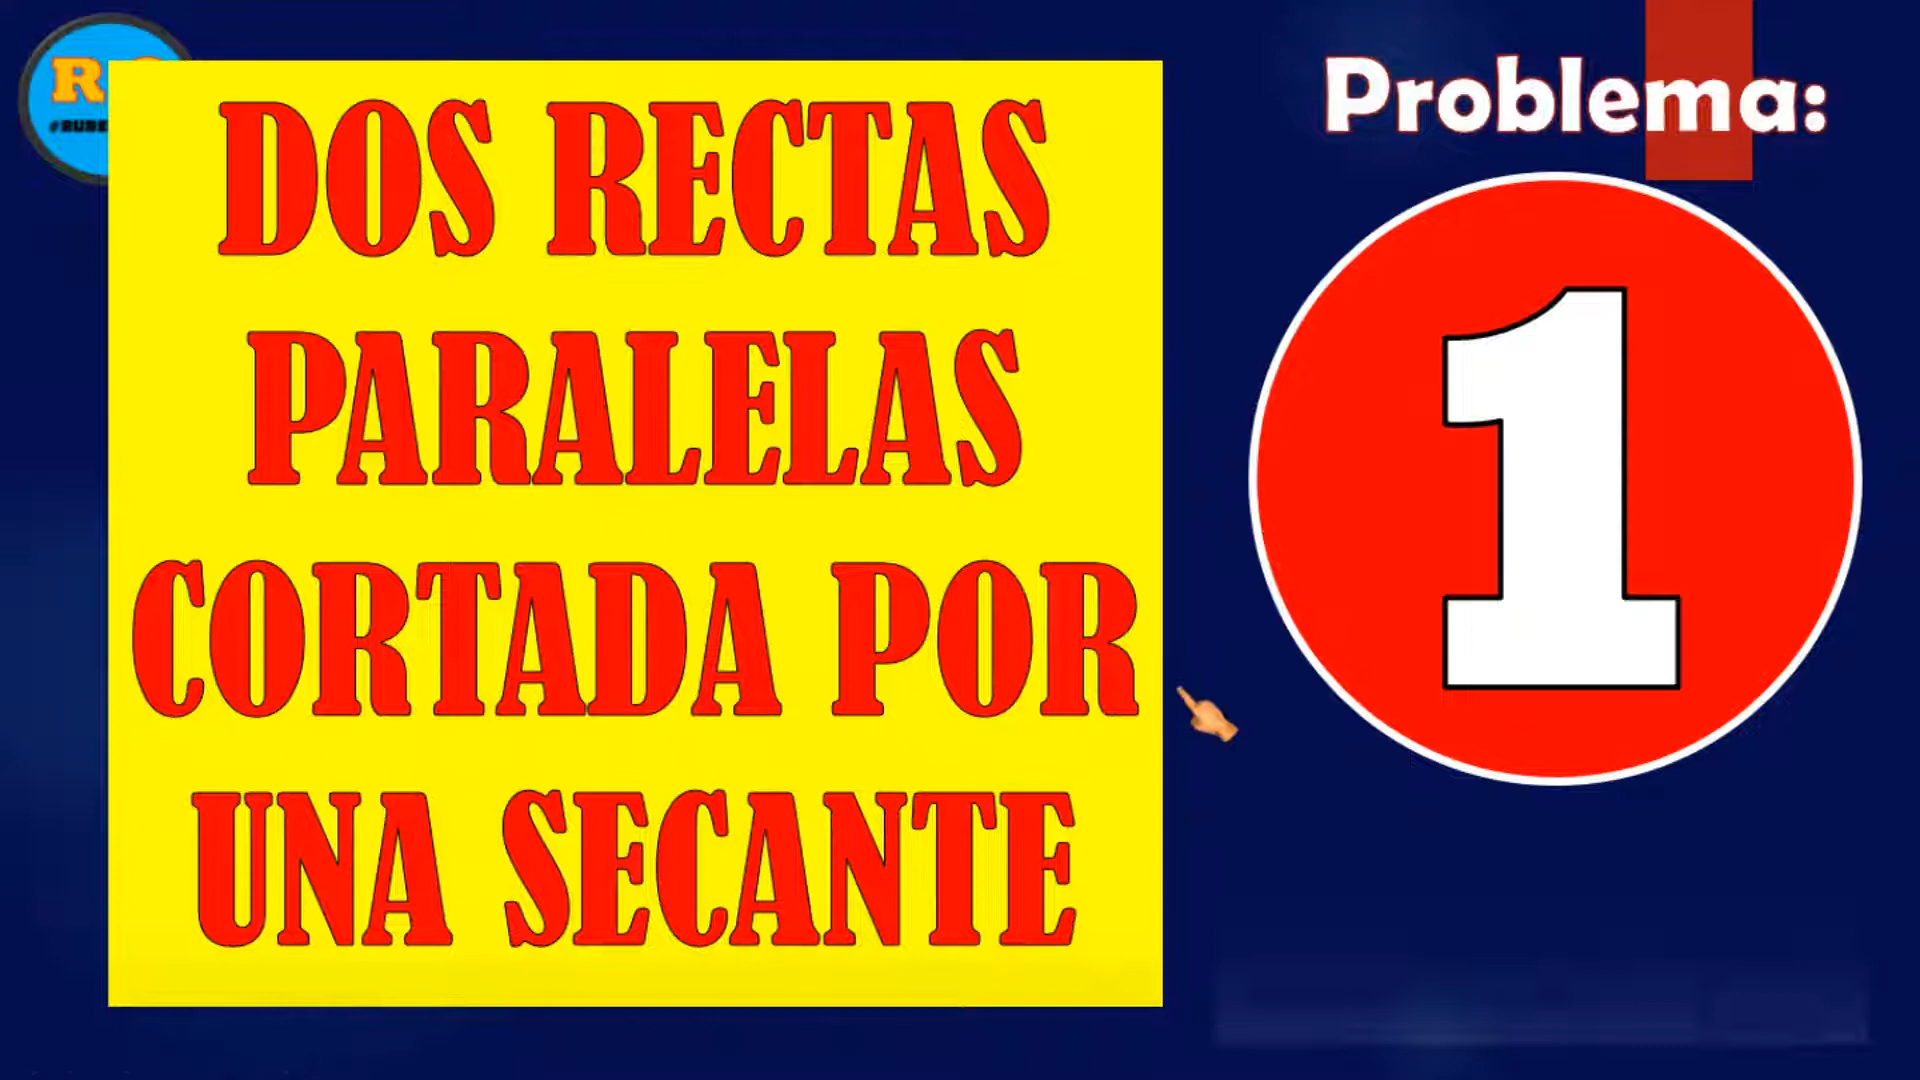 DOS RECTAS
PARALELAS
CORTADA POR
UNA SECANTE
Problema:
1